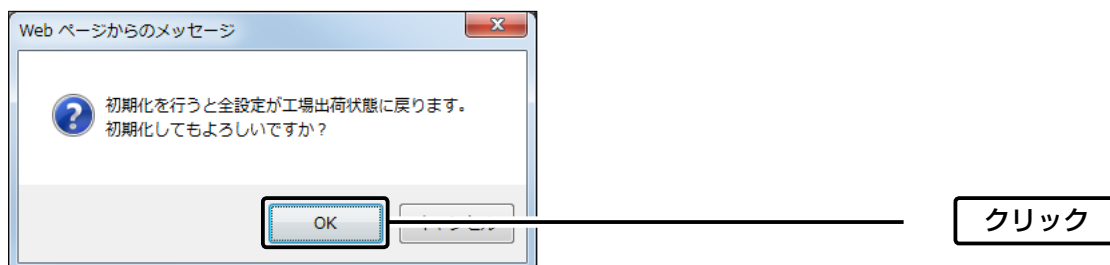 Web ページからのメッセージ
初期化を行うと全設定が工場出荷状態に戻ります。
初期化してもよろしいですか？
OK
クリック